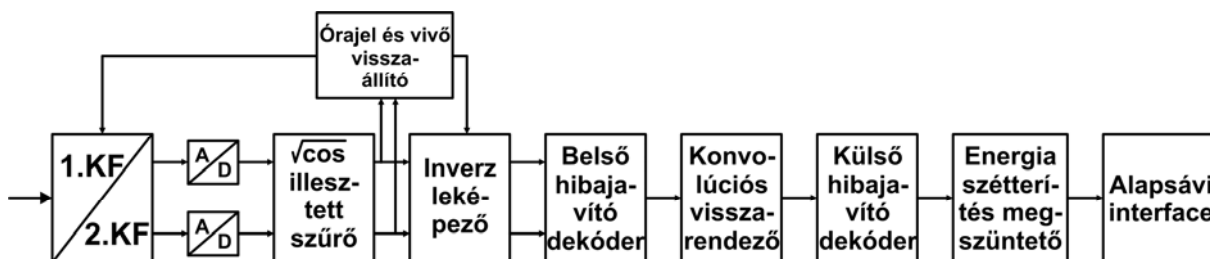 Órajel és vivő
vissza-
állító
1.KF
2.KF
A
D
A
D
√cos
illesz-
tett
szűrő
Inverz
leké-
pező
Belső
hibaja-
vító
dekóder
Konvo-
lúciós
vissza-
rendező
Külső
hibaja-
vító
dekóder
Energia
szétterí-
tés meg-
szüntető
Alapsávi
interface